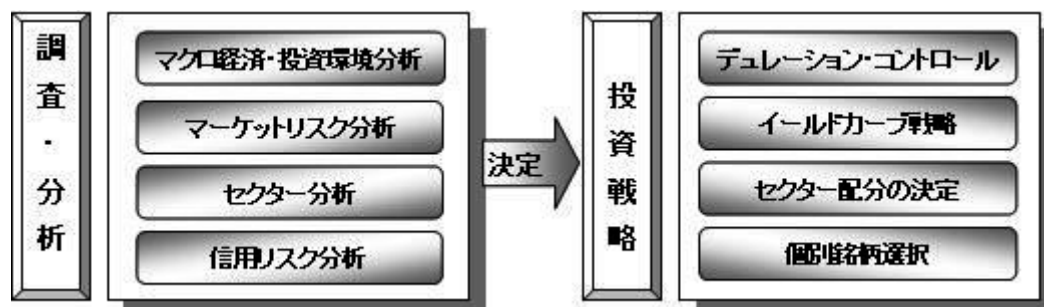 調査・分析
マクロ経済・投資環境分析
マーケットリスク分析
セクター分析
信用リスク分析
決定
投資戦略
デュレーション・コントロール
イールドカーブ戦略
セクター配分の決定
個別銘柄選択